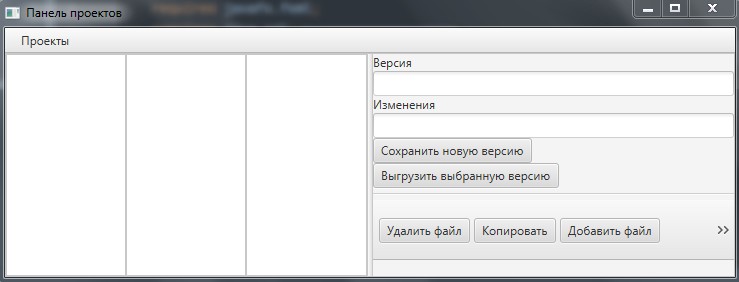 Панель проектов
Проекты
Версия
Изменения
Сохранить новую версию
Выгрузить выбранную версию
Удалить файл Копировать Добавить файл